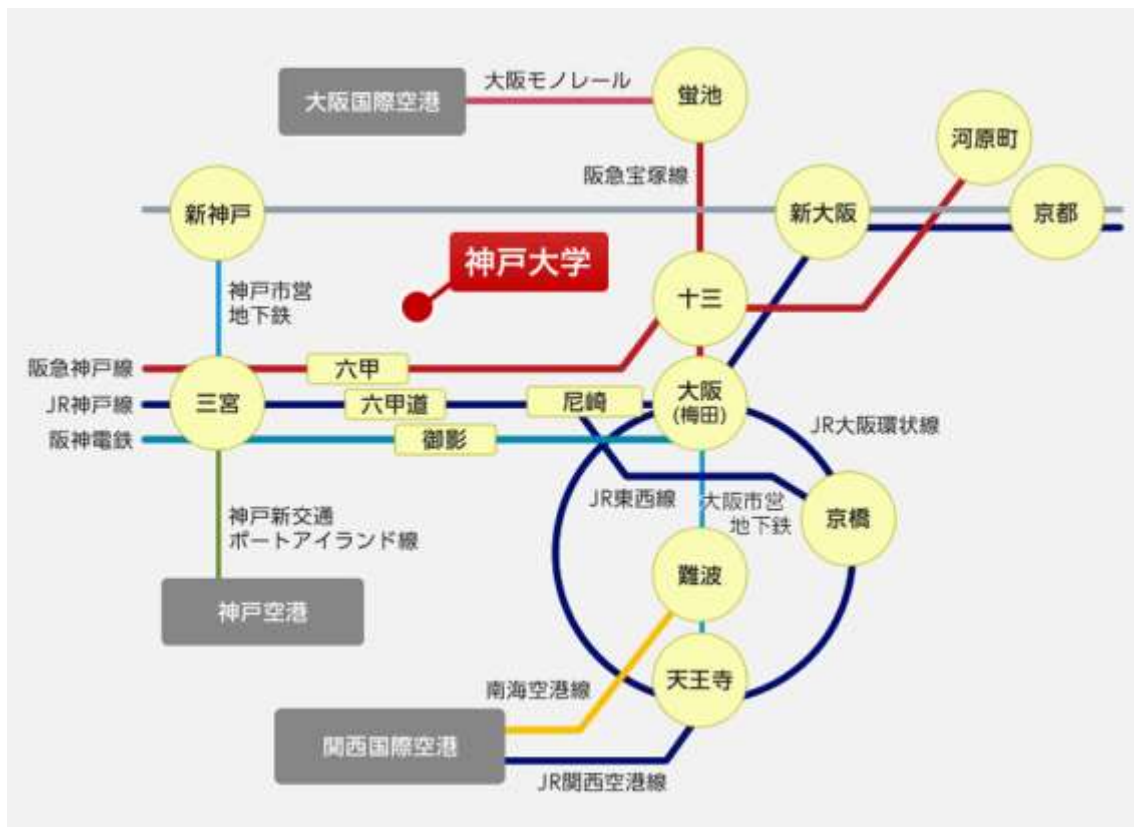 大阪モノレール
大阪国際空港
蛍池
河原町
阪急宝塚線
新神戸
新大阪
京都
神戸大学
神戸市営
地下鉄
十三
阪急神戸線
六甲
JR神戸線
三宮
六甲道
尼崎
大阪
(梅田)
JR大阪環状線
阪神電鉄
御影
JR東西線
大阪市営
地下鉄
京橋
神戸新交通
ポートアイランド線
難波
神戸空港
天王寺
南海空港線
関西国際空港
JR関西空港線